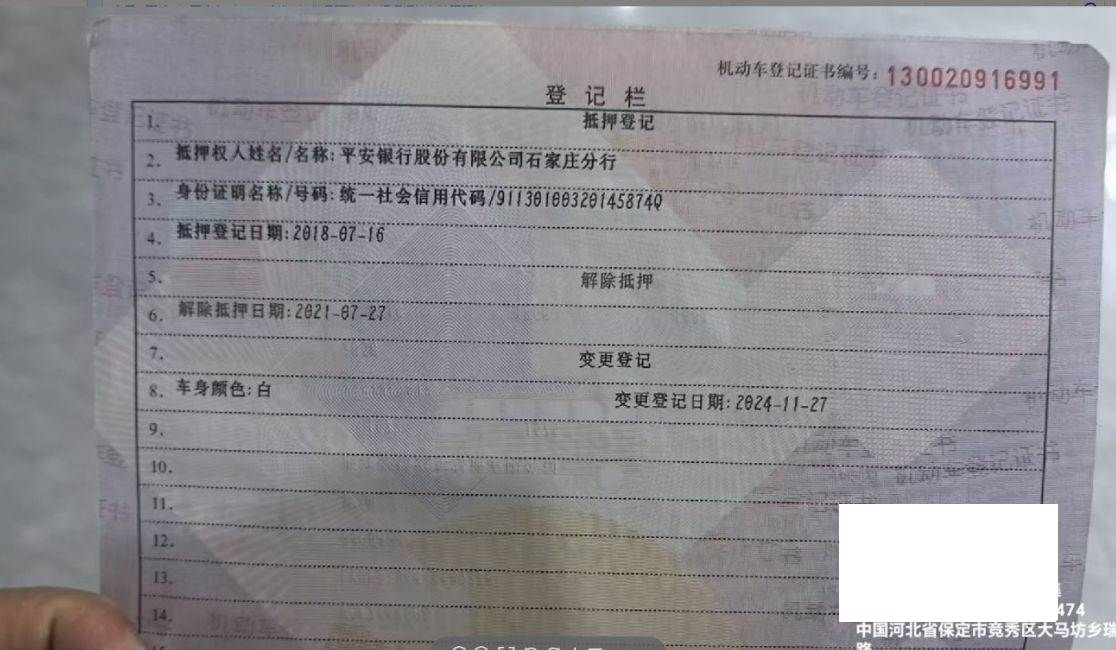 机动车登记证书编号:130020916991
登记栏
1. 抵押登记
2. 抵押权人姓名/名称:平安银行股份有限公司石家庄分行
3. 身份证明名称/号码:统一社会信用代码/91130100320145874Q
4. 抵押登记日期:2018-07-16
5. 解除抵押
6. 解除抵押日期:2021-07-27
7. 变更登记
8. 车身颜色:白 变更登记日期:2024-11-27
9.
10.
11.
12.
13.
14.
474
中国河北省保定市竞秀区大马坊乡瑞
路